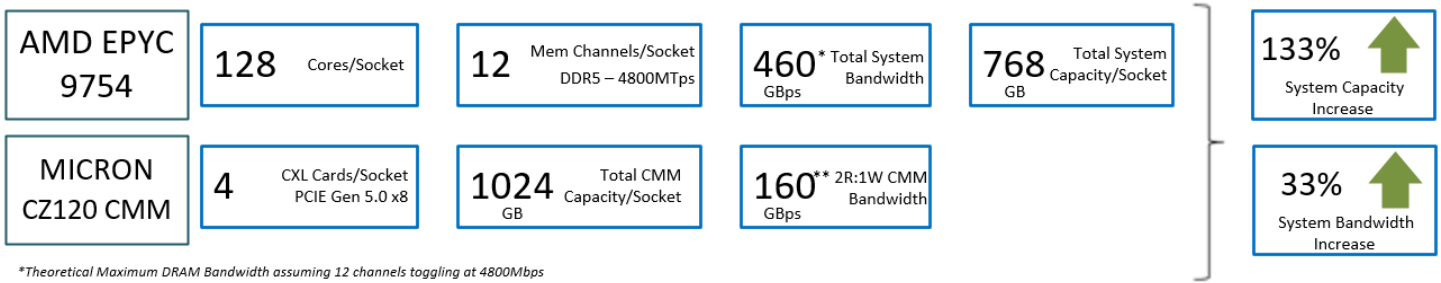 AMD EPYC
9754
128 Cores/Socket
12 Mem Channels/Socket
DDR5 – 4800MTps
460 * Total System
GBps Bandwidth
768 Total System
GB Capacity/Socket
133%
System Capacity
Increase
MICRON
CZ120 CMM
4 CXL Cards/Socket
PCIE Gen 5.0 x8
1024 Total CMM
GB Capacity/Socket
160 ** 2R:1W CMM
GBps Bandwidth
33%
System Bandwidth
Increase
*Theoretical Maximum DRAM Bandwidth assuming 12 channels toggling at 4800Mbps